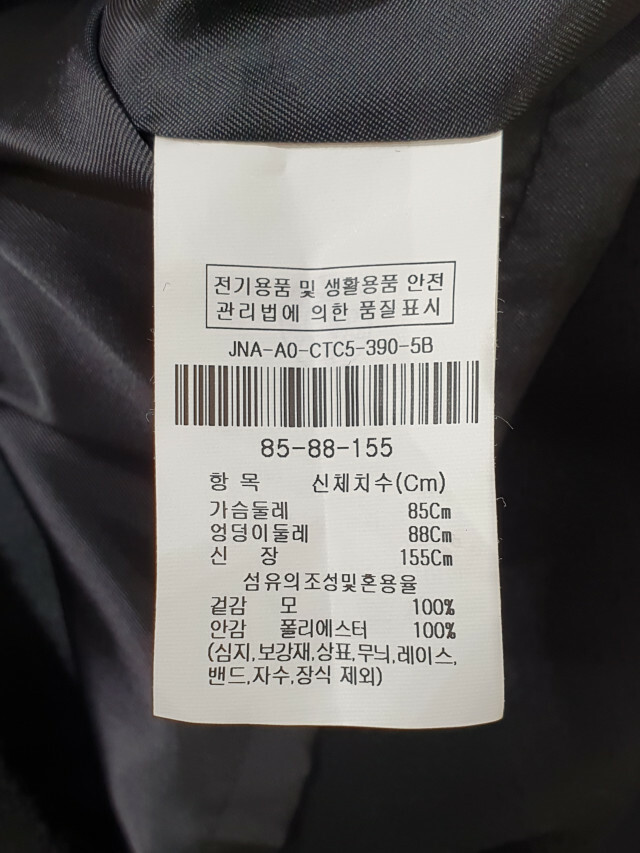 전기용품 및 생활용품 안전
관리법에 의한 품질표시
JNA-A0-CTC5-390-5B
85-88-155
항 목 신체치수(Cm)
가슴둘레 85Cm
엉덩이둘레 88Cm
신 장 155Cm
섬유의조성및혼용율
겉감 모 100%
안감 폴리에스터 100%
(심지,보강재,상표,무늬,레이스,
밴드,자수,장식 제외)